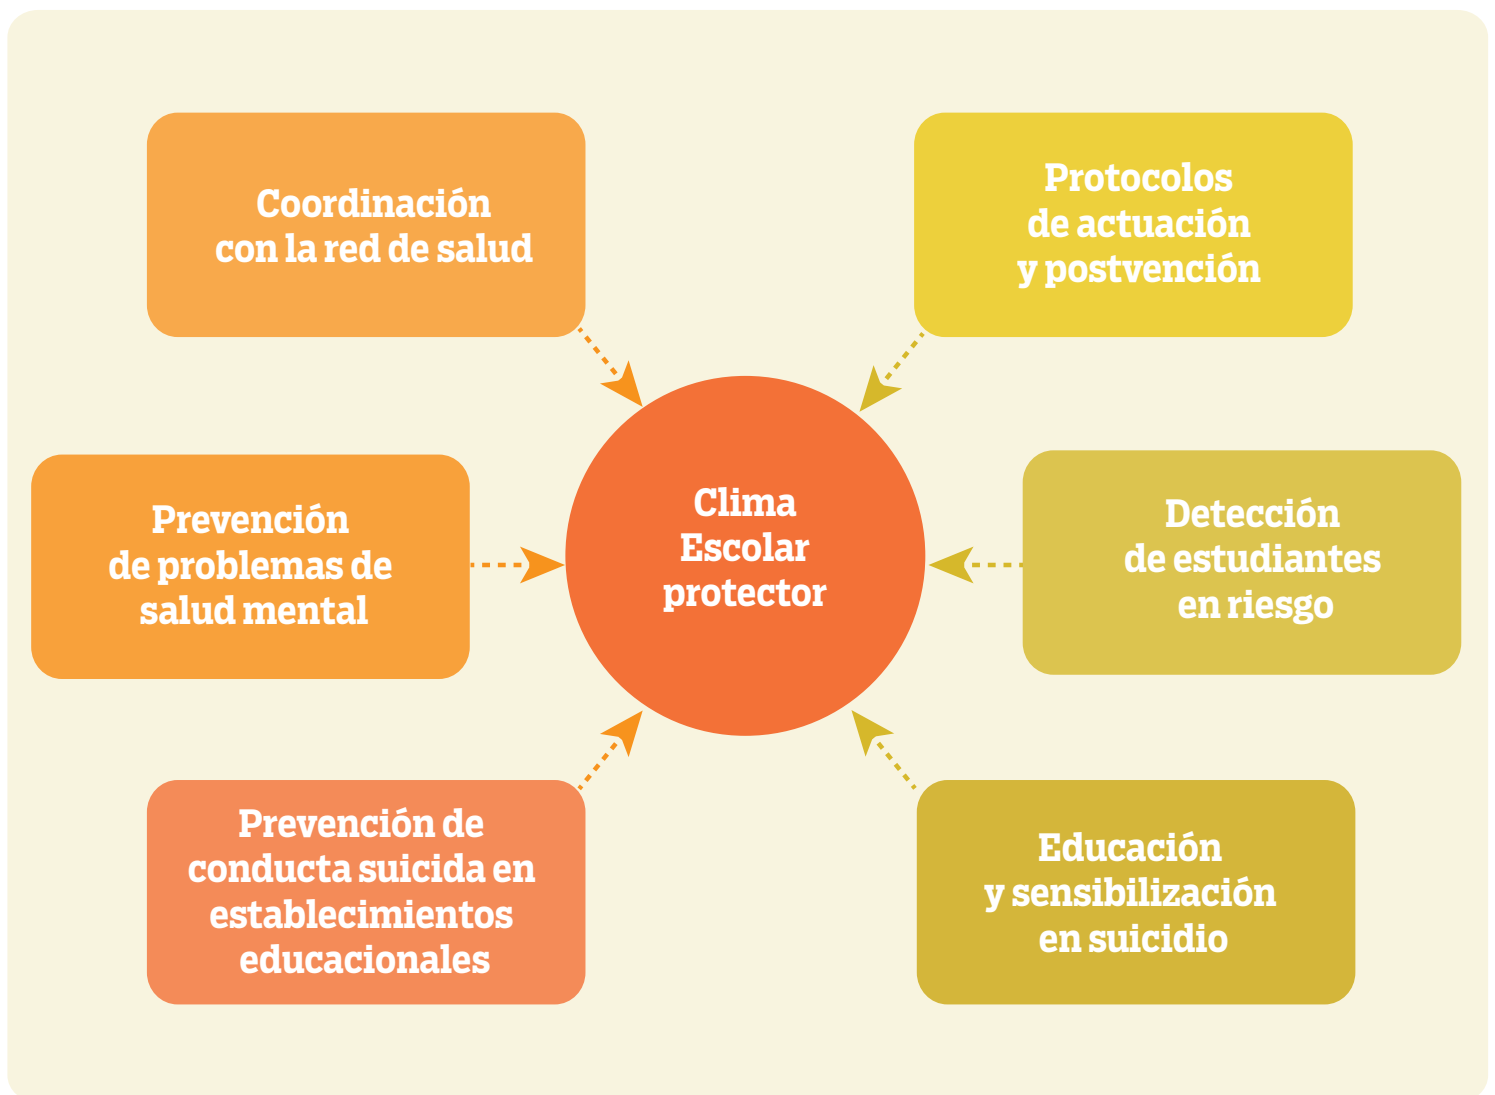 Coordinación
con la red de salud
Protocolos
de actuación
y postvención
Prevención
de problemas de
salud mental
Clima
Escolar
protector
Detección
de estudiantes
en riesgo
Prevención de
conducta suicida en
establecimientos
educacionales
Educación
y sensibilización
en suicidio